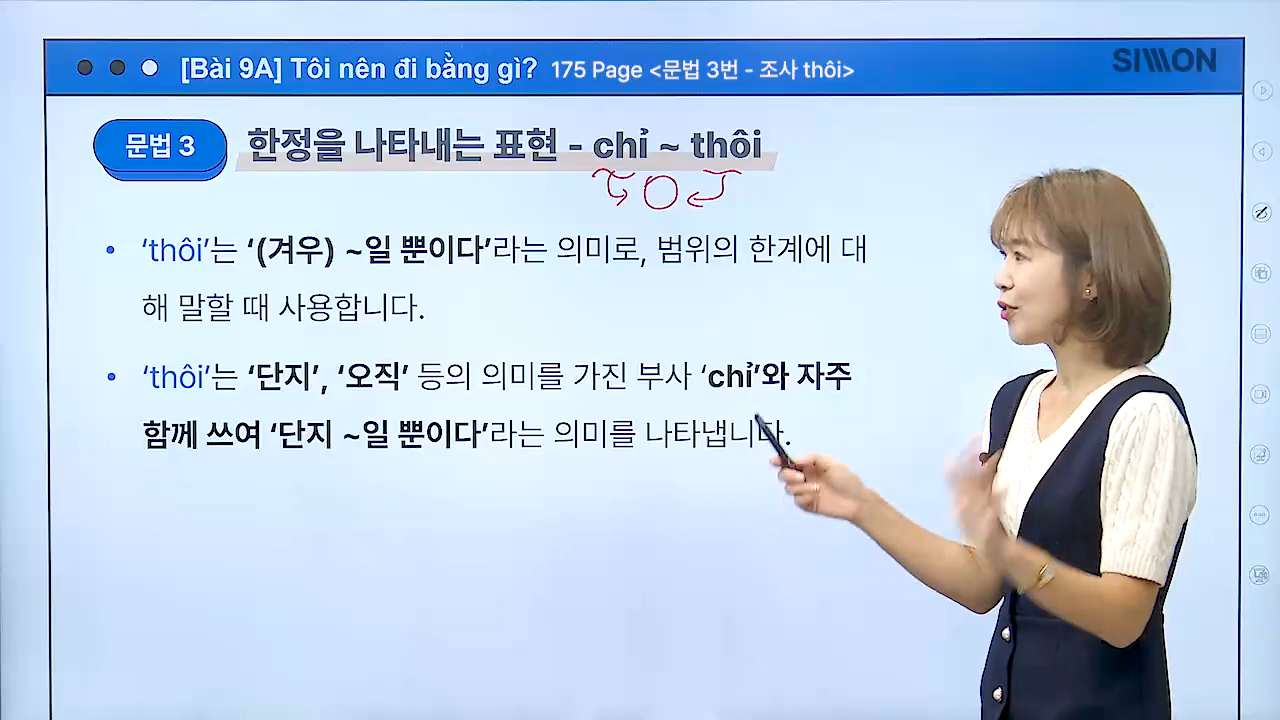 [Bài 9A] Tôi nên đi bằng gì? 175 Page <문법 3번 - 조사 thôi>
SIWON
문법 3
한정을 나타내는 표현 - chỉ ~ thôi
• ‘thôi’는 ‘(겨우) ~일 뿐이다’라는 의미로, 범위의 한계에 대
해 말할 때 사용합니다.
• ‘thôi’는 ‘단지’, ‘오직’ 등의 의미를 가진 부사 ‘chỉ’와 자주
함께 쓰여 ‘단지 ~일 뿐이다’라는 의미를 나타냅니다.